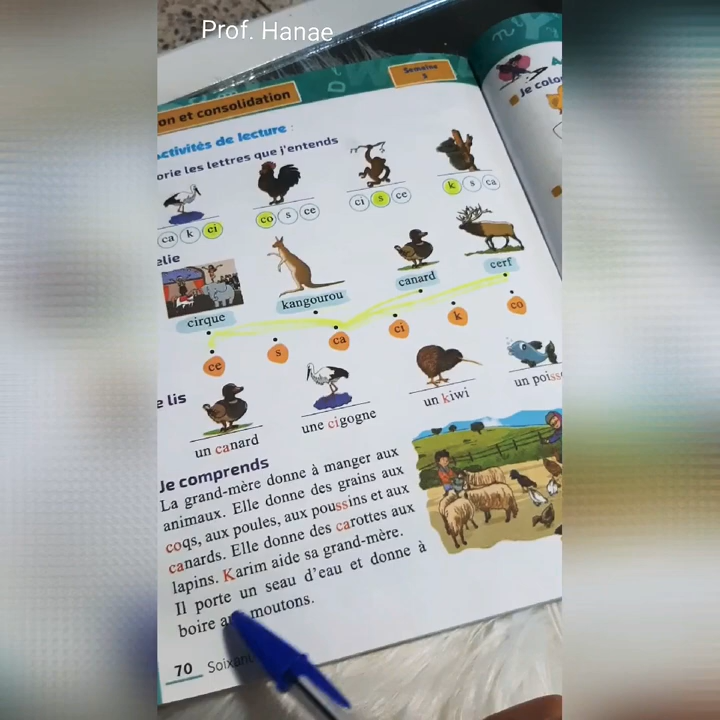 Prof. Hanae
on et consolidation
Semaine
5
ctivités de lecture :
orie les lettres que j'entends
ca k ci
co s ce
ci s ce
k s ca
elie
cirque
kangourou
canard
cerf
ce
s
ca
ci
k
co
e lis
un canard
une cigogne
un kiwi
un poiss
Je comprends
La grand-mère donne à manger aux
animaux. Elle donne des grains aux
coqs, aux poules, aux poussins et aux
canards. Elle donne des carottes aux
lapins. Karim aide sa grand-mère.
Il porte un seau d'eau et donne à
boire moutons.
70
Je colo